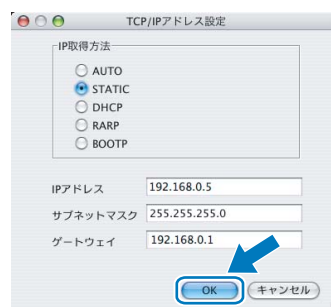 TCP/IPアドレス設定
IP取得方法
AUTO
STATIC
DHCP
RARP
BOOTP
IPアドレス 192.168.0.5
サブネットマスク 255.255.255.0
ゲートウェイ 192.168.0.1
OK キャンセル